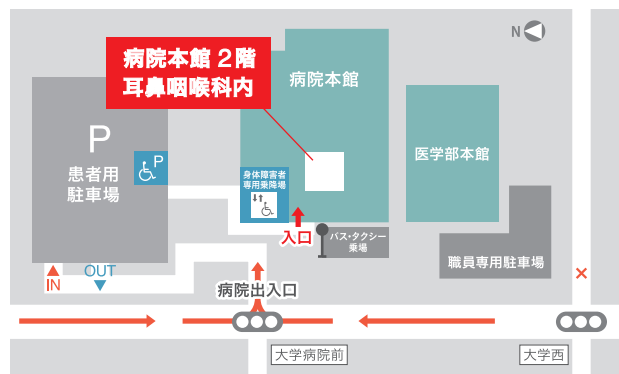 N
病院本館 2階
耳鼻咽喉科内
病院本館
P
患者用
駐車場
P
医学部本館
身体障害者
専用乗降場
入口
バス・タクシー
乗場
職員専用駐車場
IN
OUT
病院出入口
大学病院前
大学西